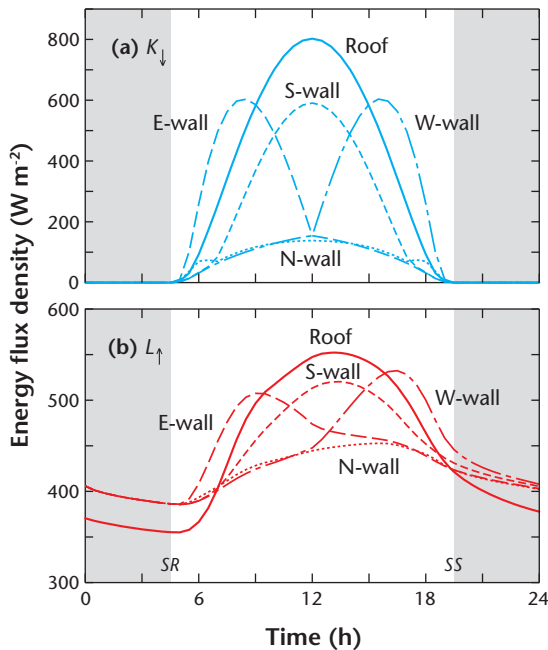 Energy flux density (W m⁻²)
(a) K↓
Roof
S-wall
E-wall
W-wall
N-wall
800
600
400
200
0
(b) L↑
Roof
S-wall
E-wall
W-wall
N-wall
600
500
400
300
SR
SS
0
6
12
18
24
Time (h)